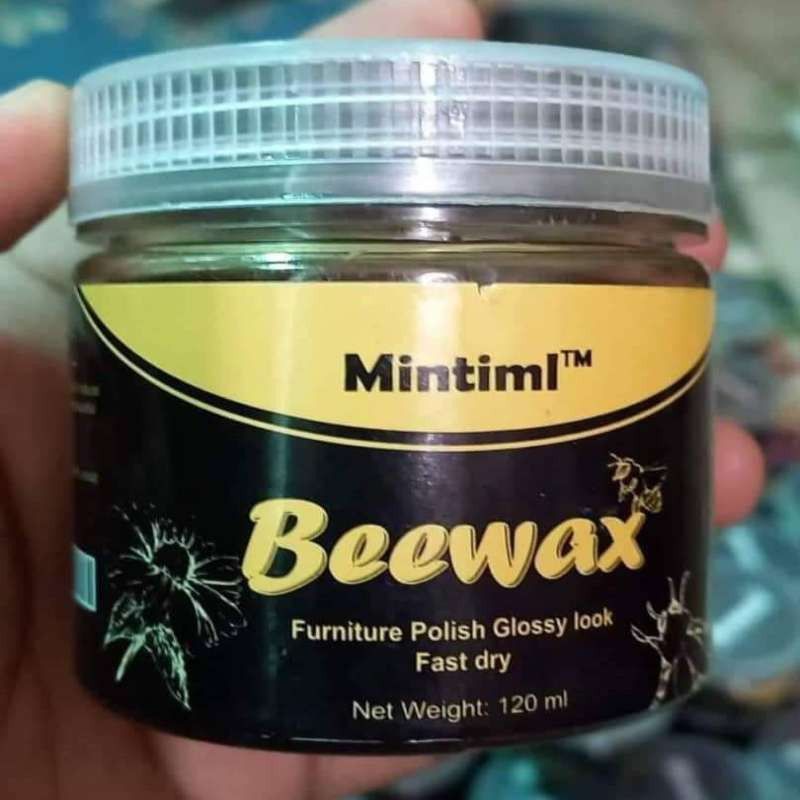 Mintiml™
Beewax
Furniture Polish Glossy look
Fast dry
Net Weight: 120 ml